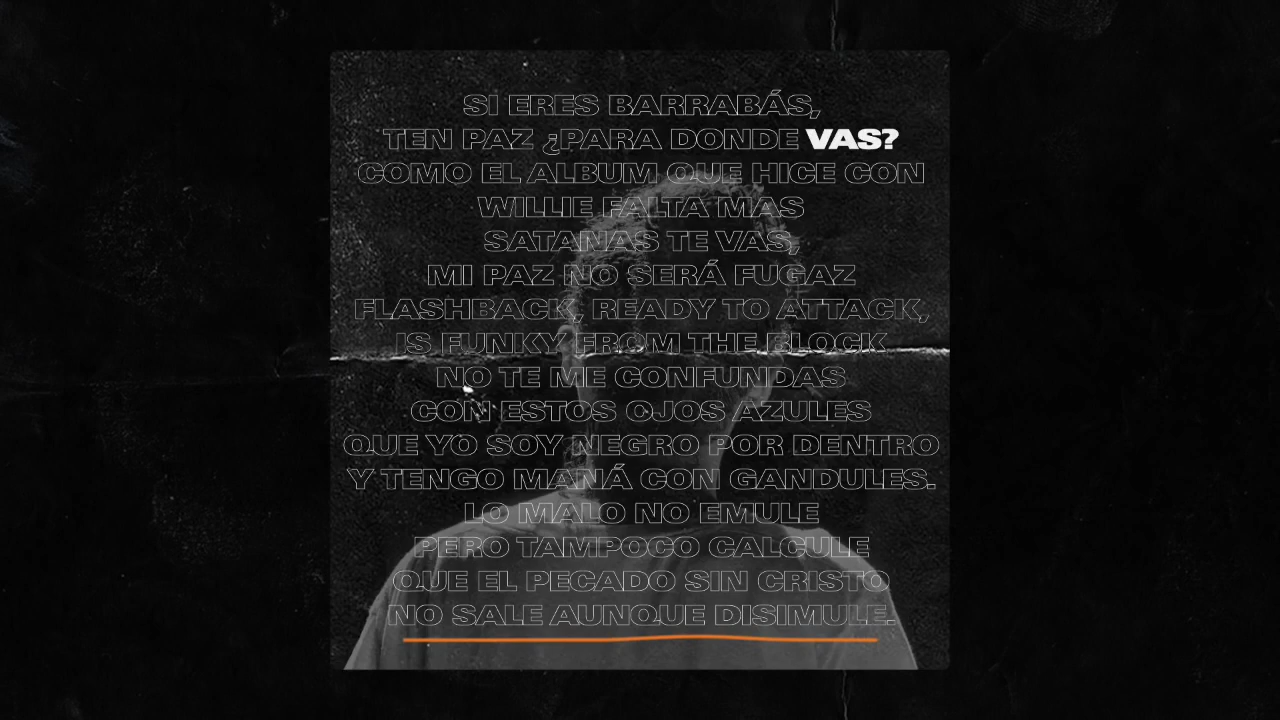 SI ERES BARRABÁS,
TEN PAZ ¿PARA DONDE VAS?
COMO EL ALBUM QUE HICE CON
WILLIE FALTA MAS
SATANAS TE VAS,
MI PAZ NO SERÁ FUGAZ
FLASHBACK, READY TO ATTACK,
IS FUNKY FROM THE BLOCK
NO TE ME CONFUNDAS
CON ESTOS OJOS AZULES
QUE YO SOY NEGRO POR DENTRO
Y TENGO MANÁ CON GANDULES.
LO MALO NO EMULE
PERO TAMPOCO CALCULE
QUE EL PECADO SIN CRISTO
NO SALE AUNQUE DISIMULE.